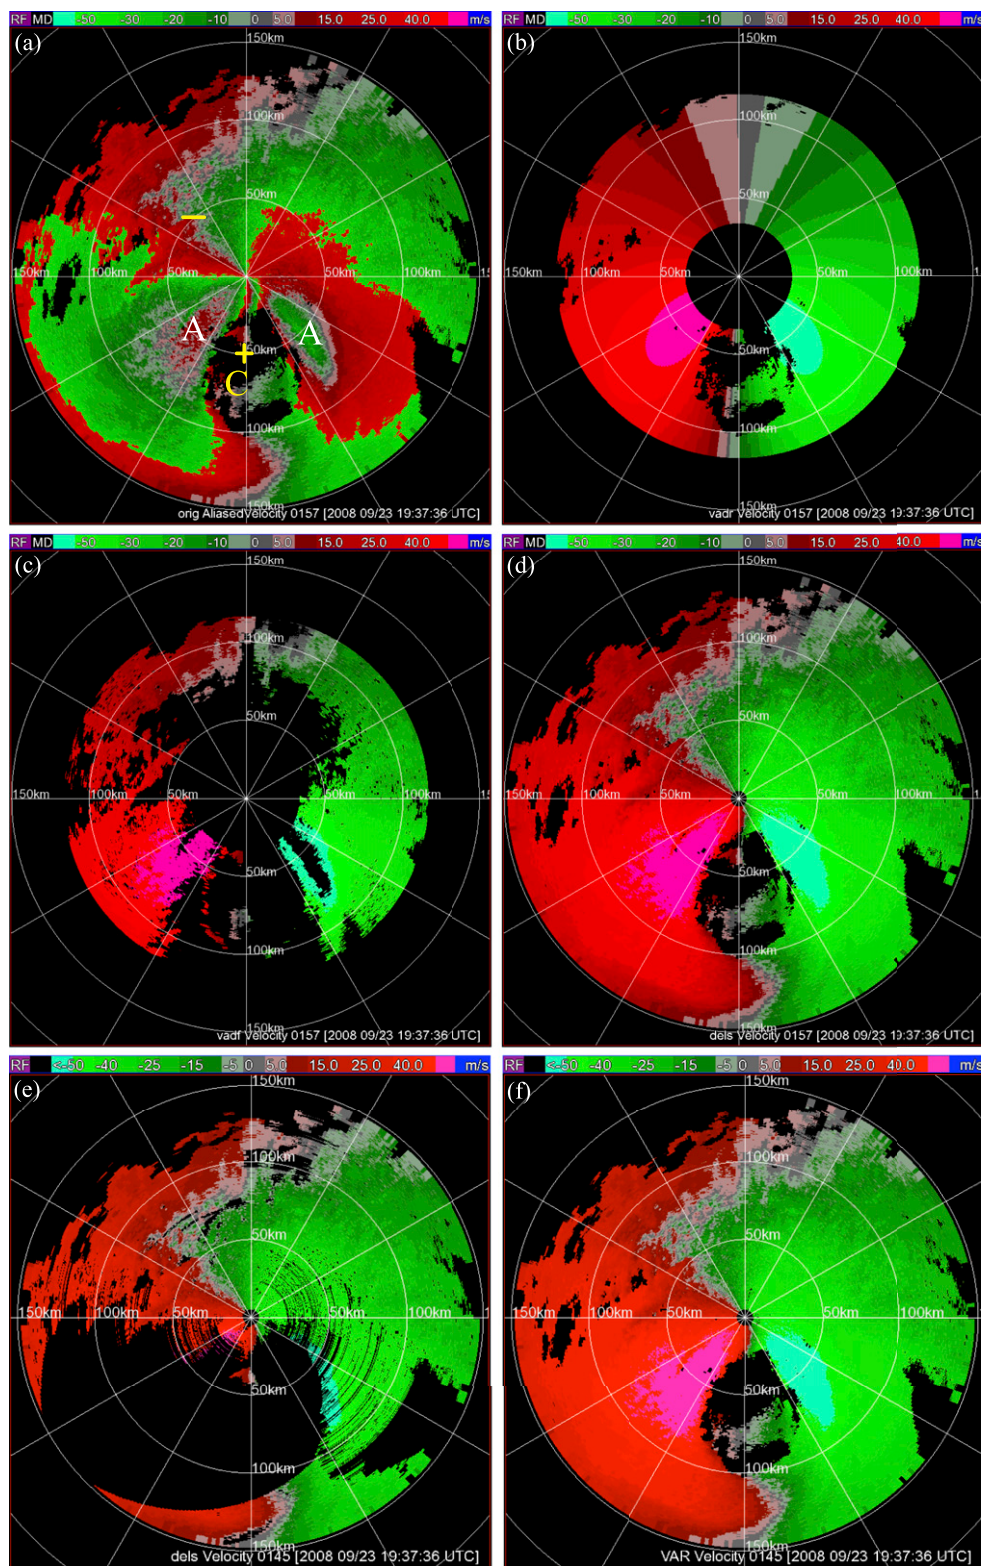 RF MD -50 -30 -20 -10 0 5.0 15.0 25.0 40.0 m/s
RF MD -50 -30 -20 -10 0 5.0 15.0 25.0 40.0 m/s
(a)
150km
100km
50km
150km 100km 50km 50km 100km 15
A A
50km
C
100km
150km
orig AliasedVelocity 0157 [2008 09/23 19:37:36 UTC]
(b)
150km
100km
50km
150km 100km 50km 50km 100km 1
50km
100km
150km
vadr Velocity 0157 [2008 09/23 19:37:36 UTC]
RF MD -50 -30 -20 -10 0 5.0 15.0 25.0 40.0 m/s
RF MD -50 -30 -20 -10 0 5.0 15.0 25.0 40.0 m/s
(c)
150km
100km
50km
150km 100km 50km 50km 100km 15
50km
100km
150km
vadf Velocity 0157 [2008 09/23 19:37:36 UTC]
(d)
150km
100km
50km
150km 100km 50km 50km 100km 1
50km
100km
150km
dels Velocity 0157 [2008 09/23 19:37:36 UTC]
RF <-50 -40 -25 -15 -5 0 5.0 15.0 25.0 40.0 m/s
RF <-50 -40 -25 -15 -5 0 5.0 15.0 25.0 40.0 m/s
(e)
150km
100km
50km
150km 100km 50km 50km 100km 1
50km
100km
150km
dels Velocity 0145 [2008 09/23 19:37:36 UTC]
(f)
150km
100km
50km
150km 100km 50km 50km 100km 1
50km
100km
150km
VAR Velocity 0145 [2008 09/23 19:37:36 UTC]